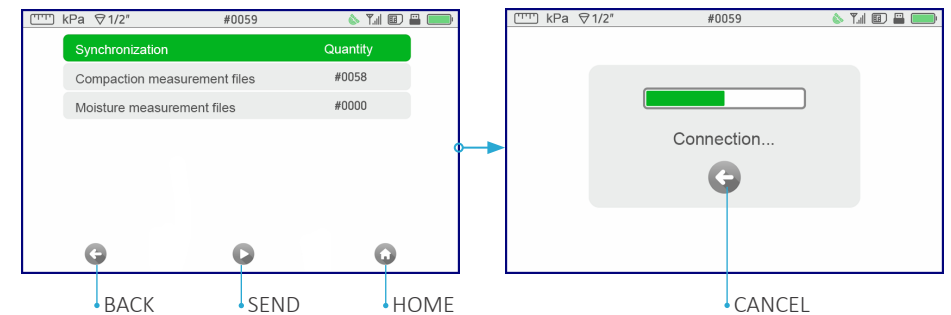 kPa 1/2" #0059
Synchronization Quantity
Compaction measurement files #0058
Moisture measurement files #0000
BACK SEND HOME
kPa 1/2" #0059
Connection...
CANCEL